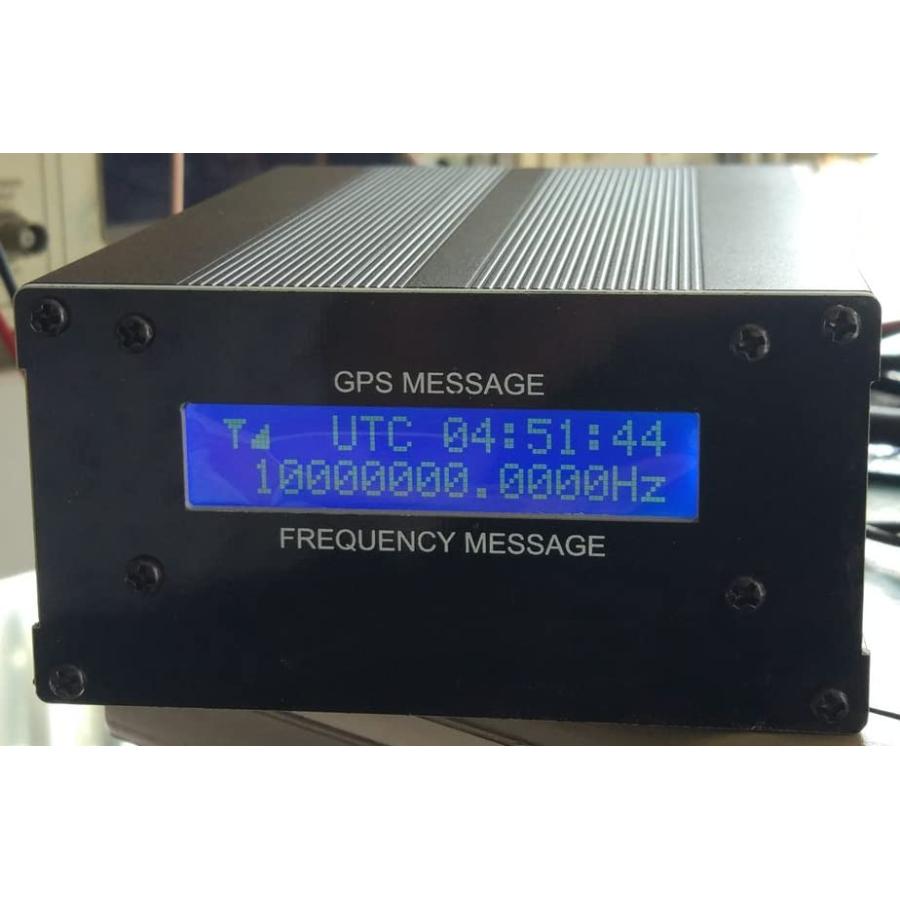 GPS MESSAGE
UTC 04:51:44
10000000.0000Hz
FREQUENCY MESSAGE